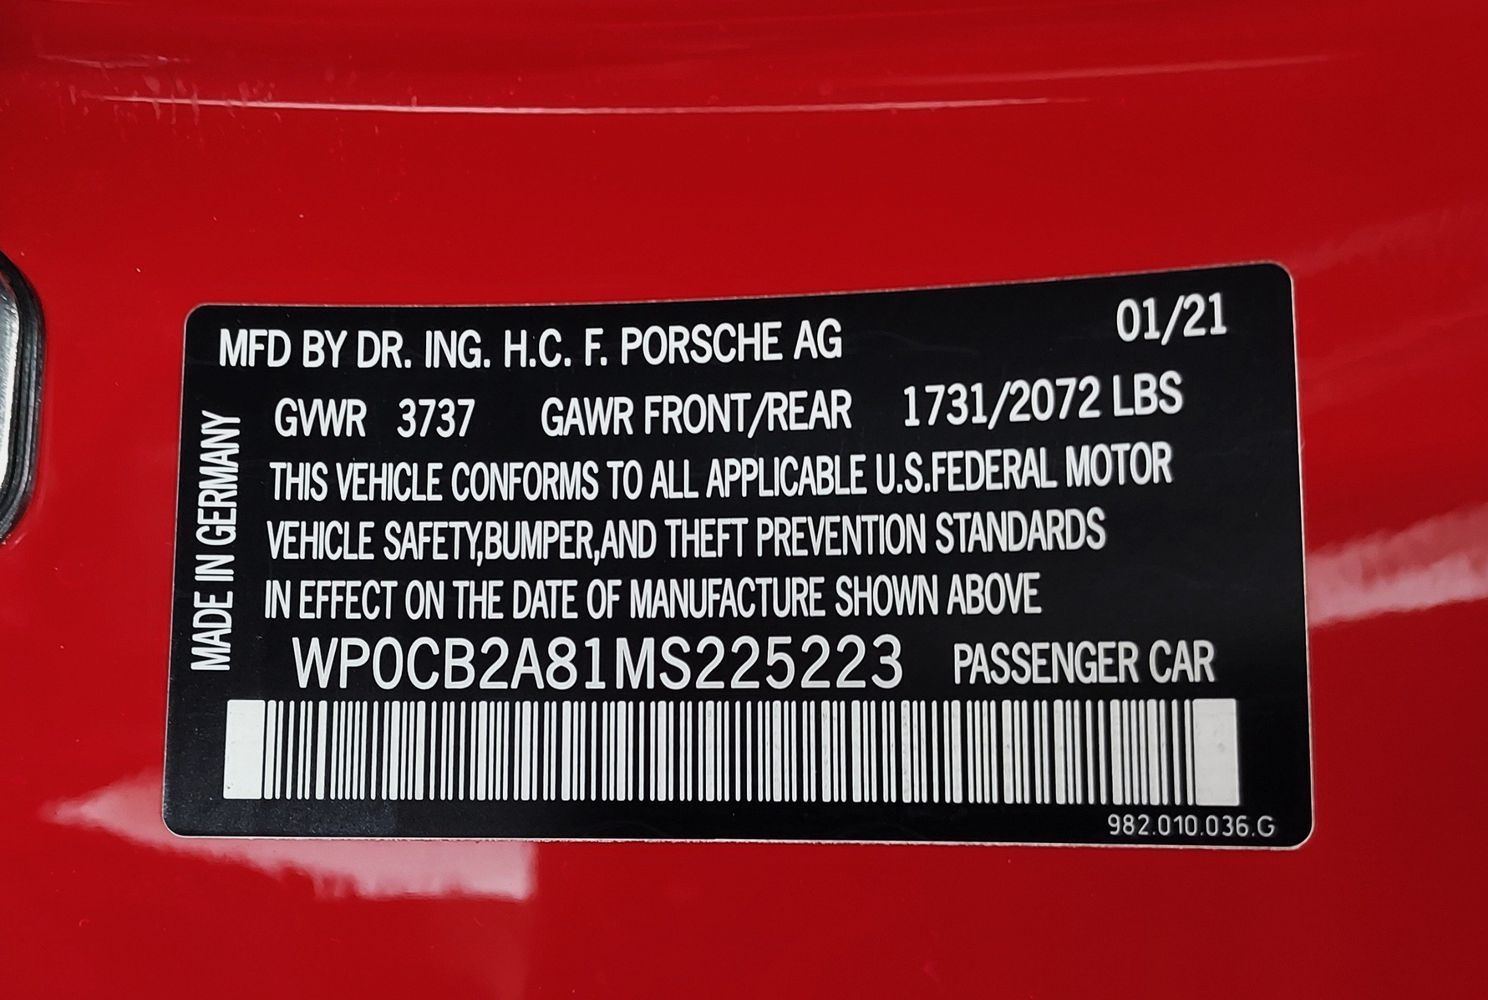 MFD BY DR. ING. H.C. F. PORSCHE AG 01/21
GVWR 3737 GAWR FRONT/REAR 1731/2072 LBS
THIS VEHICLE CONFORMS TO ALL APPLICABLE U.S.FEDERAL MOTOR
VEHICLE SAFETY,BUMPER,AND THEFT PREVENTION STANDARDS
IN EFFECT ON THE DATE OF MANUFACTURE SHOWN ABOVE
WP0CB2A81MS225223 PASSENGER CAR
982.010.036.G
MADE IN GERMANY